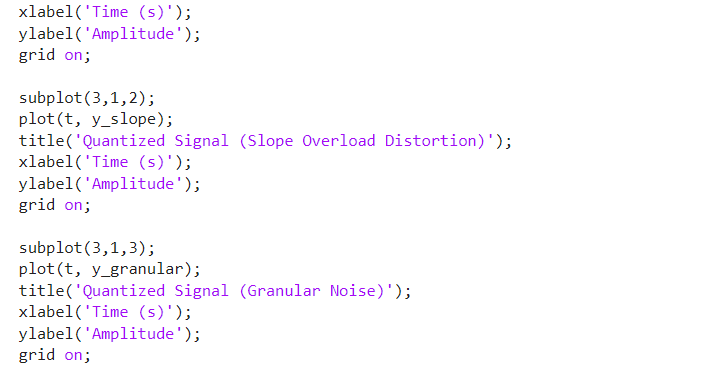 xlabel('Time (s)');
ylabel('Amplitude');
grid on;
subplot(3,1,2);
plot(t, y_slope);
title('Quantized Signal (Slope Overload Distortion)');
xlabel('Time (s)');
ylabel('Amplitude');
grid on;
subplot(3,1,3);
plot(t, y_granular);
title('Quantized Signal (Granular Noise)');
xlabel('Time (s)');
ylabel('Amplitude');
grid on;